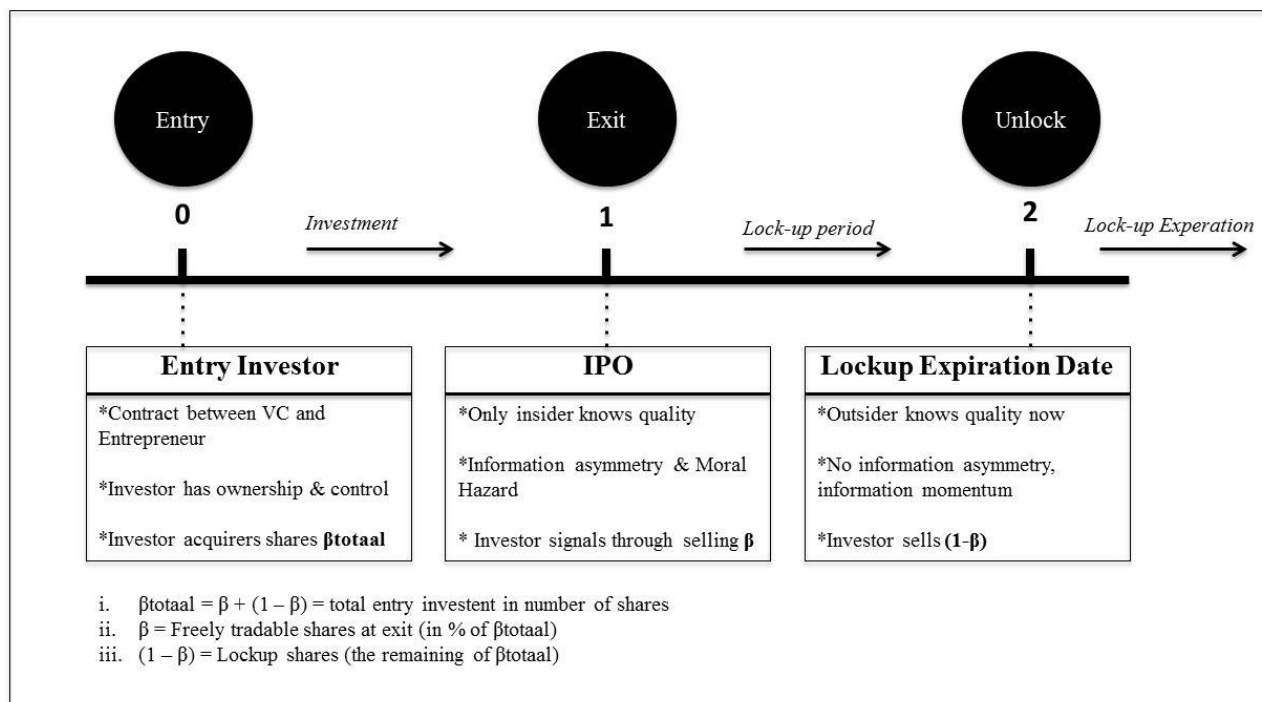 Entry
Exit
Unlock
0
1
2
Investment
Lock-up period
Lock-up Experation
Entry Investor
*Contract between VC and
Entrepreneur
*Investor has ownership & control
*Investor acquirers shares βtotaal
IPO
*Only insider knows quality
*Information asymmetry & Moral
Hazard
* Investor signals through selling β
Lockup Expiration Date
*Outsider knows quality now
*No information asymmetry,
information momentum
*Investor sells (1-β)
i. βtotaal = β + (1 – β) = total entry investent in number of shares
ii. β = Freely tradable shares at exit (in % of βtotaal)
iii. (1 – β) = Lockup shares (the remaining of βtotaal)